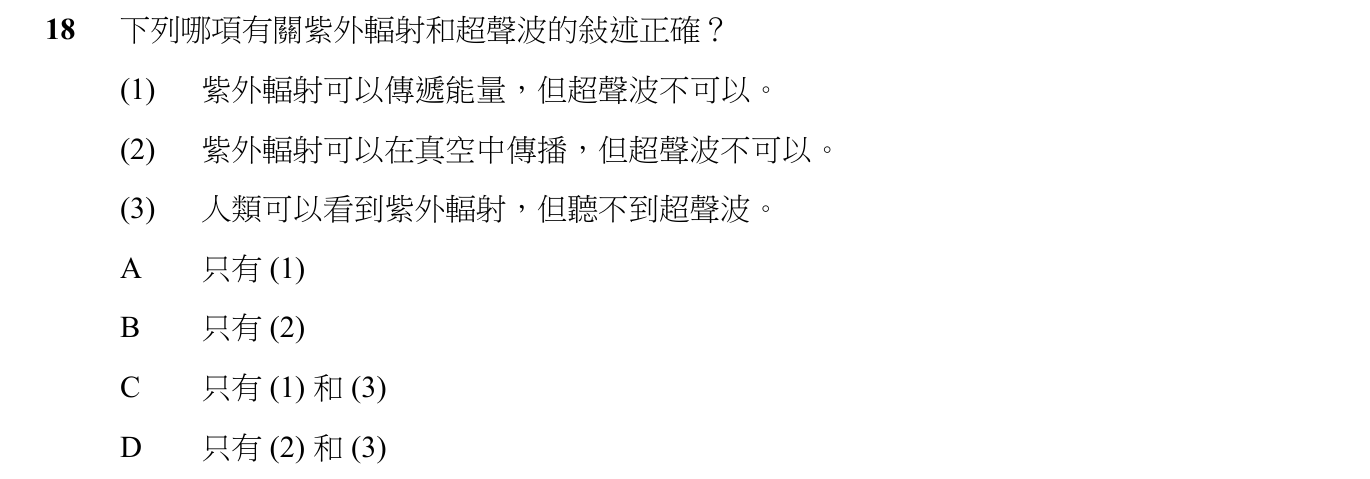 18 下列哪項有關紫外輻射和超聲波的敍述正確？
(1) 紫外輻射可以傳遞能量，但超聲波不可以。
(2) 紫外輻射可以在真空中傳播，但超聲波不可以。
(3) 人類可以看到紫外輻射，但聽不到超聲波。
A 只有 (1)
B 只有 (2)
C 只有 (1) 和 (3)
D 只有 (2) 和 (3)